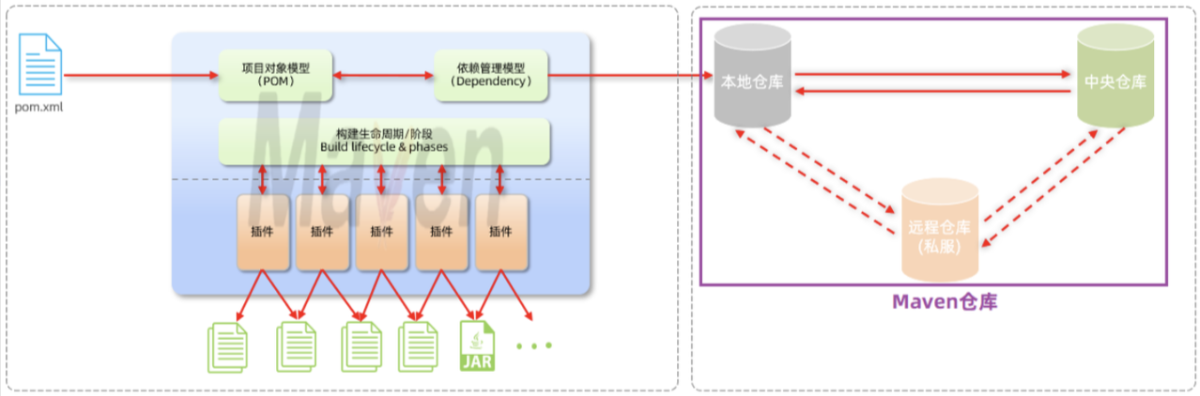 pom.xml
项目对象模型
(POM)
依赖管理模型
(Dependency)
构建生命周期/阶段
Build lifecycle & phases
Maven
插件
插件
插件
插件
插件
JAR
本地仓库
中央仓库
远程仓库
(私服)
Maven仓库